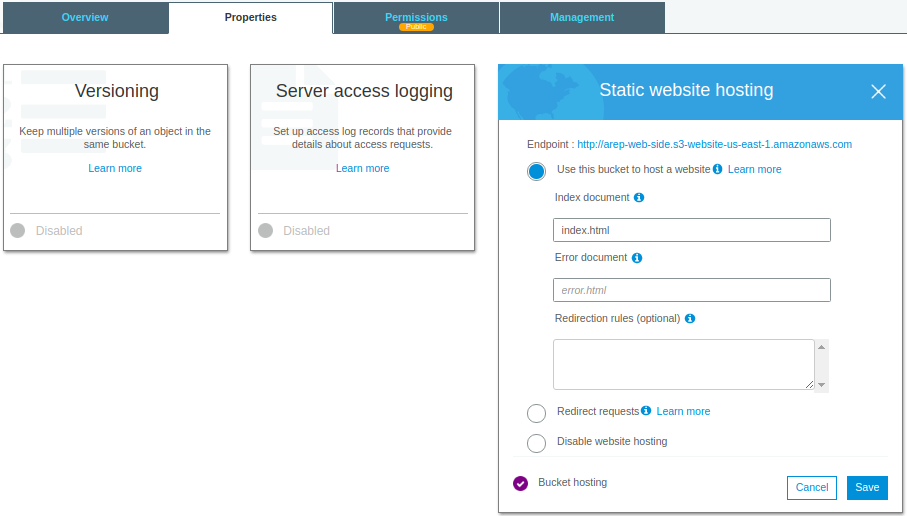 Overview
Properties
Permissions
Public
Management
Versioning
Keep multiple versions of an object in the
same bucket.
Learn more
Disabled
Server access logging
Set up access log records that provide
details about access requests.
Learn more
Disabled
Static website hosting
Endpoint : http://arep-web-side.s3-website-us-east-1.amazonaws.com
Use this bucket to host a website Learn more
Index document
index.html
Error document
error.html
Redirection rules (optional)
Redirect requests Learn more
Disable website hosting
Bucket hosting
Cancel
Save